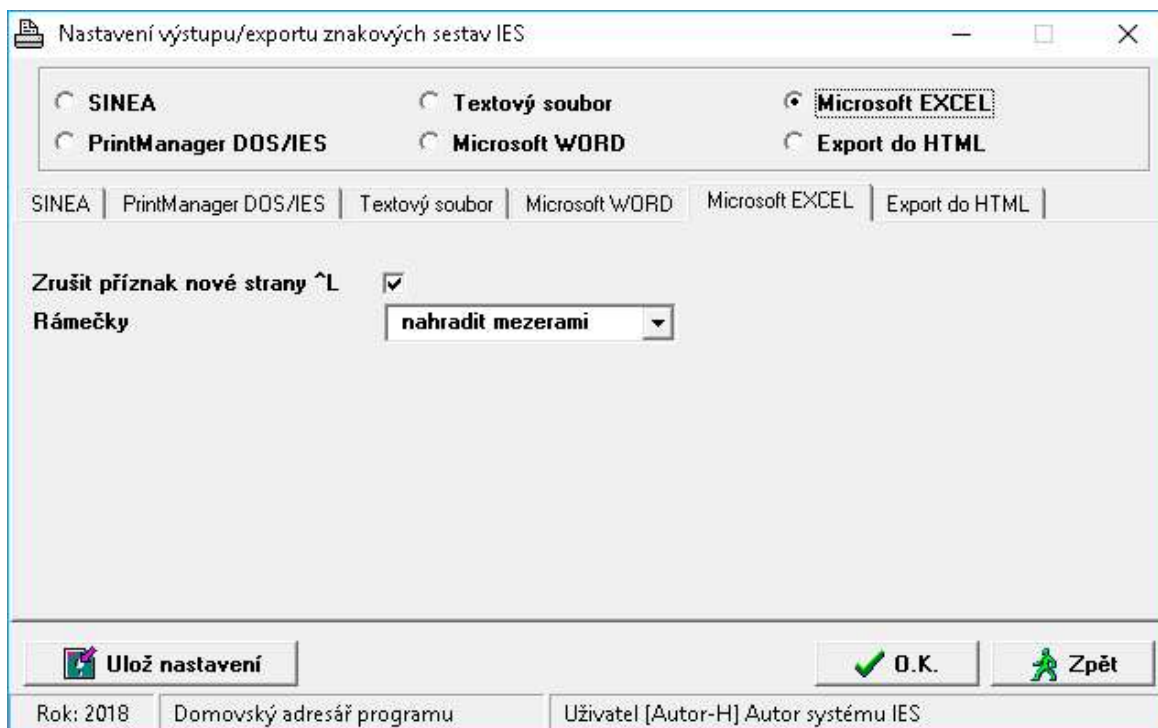 Nastavení výstupu/exportu znakových sestav IES
SINEA Textový soubor Microsoft EXCEL
PrintManager DOS/IES Microsoft WORD Export do HTML
SINEA PrintManager DOS/IES Textový soubor Microsoft WORD Microsoft EXCEL Export do HTML
Zrušit příznak nové strany ^L
Rámečky nahradit mezerami
Ulož nastavení O.K. Zpět
Rok: 2018 Domovský adresář programu Uživatel [Autor-H] Autor systému IES